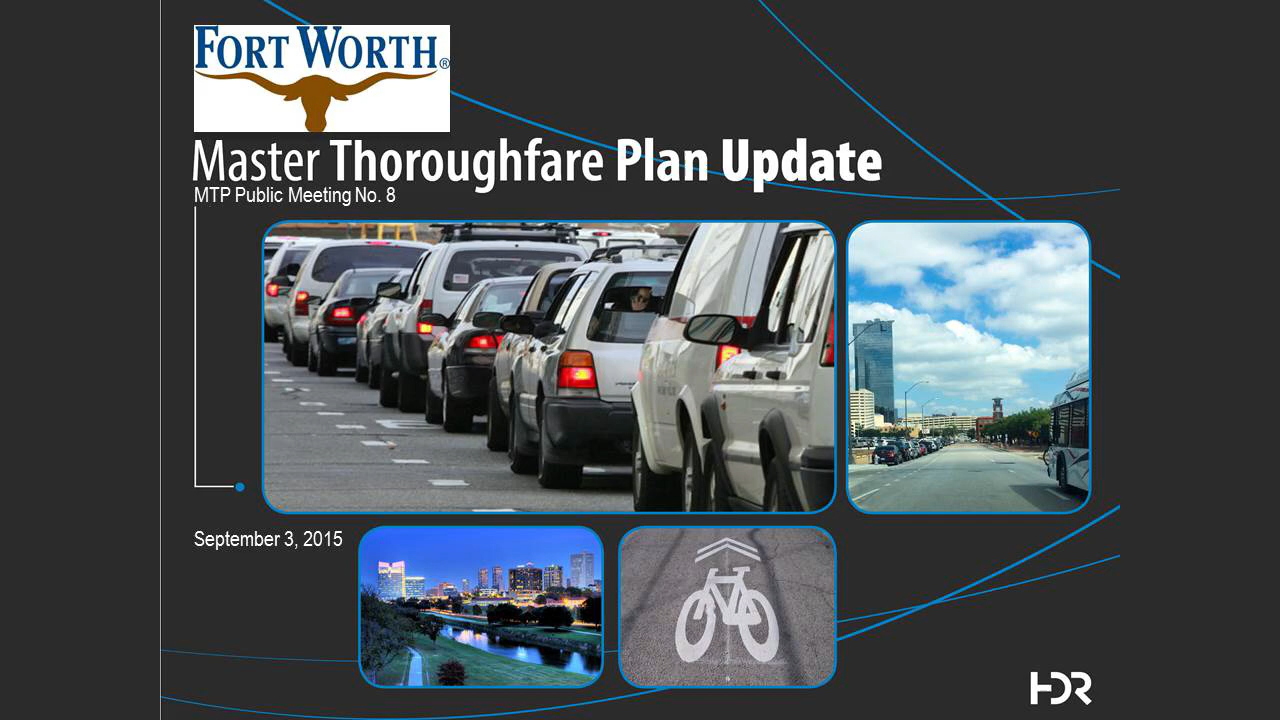 FORT WORTH®
Master Thoroughfare Plan Update
MTP Public Meeting No. 8
September 3, 2015
HDR